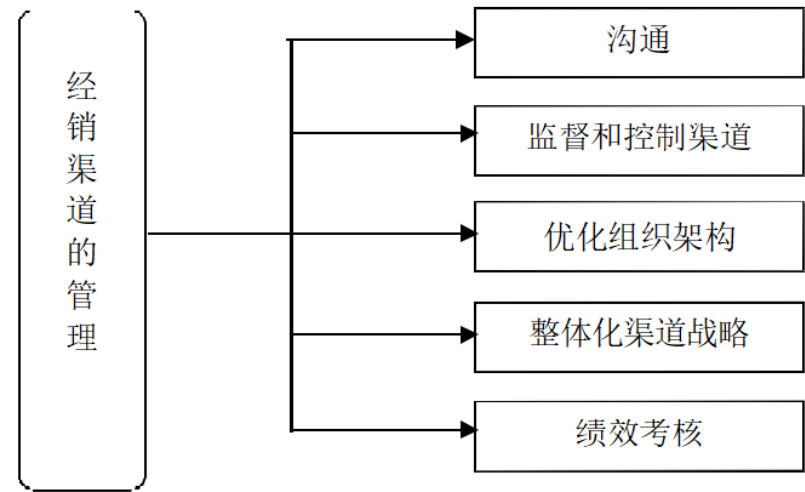 经销渠道的管理
沟通
监督和控制渠道
优化组织架构
整体化渠道战略
绩效考核